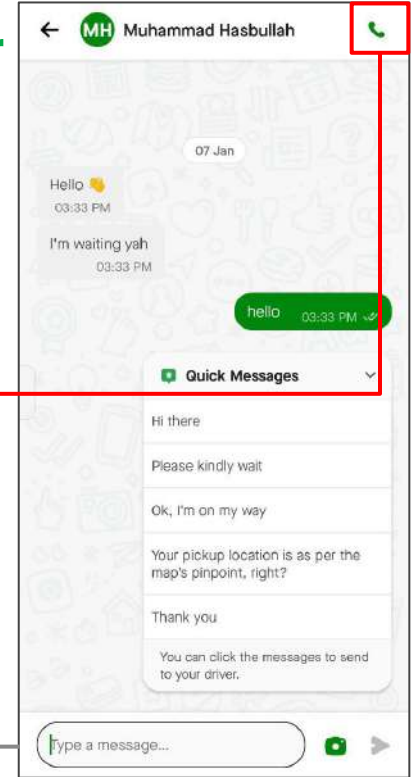 MH Muhammad Hasbullah
07 Jan
Hello 👋
03:33 PM
I'm waiting yah
03:33 PM
hello 03:33 PM
Quick Messages
Hi there
Please kindly wait
Ok, I'm on my way
Your pickup location is as per the
map's pinpoint, right?
Thank you
You can click the messages to send
to your driver.
Type a message...